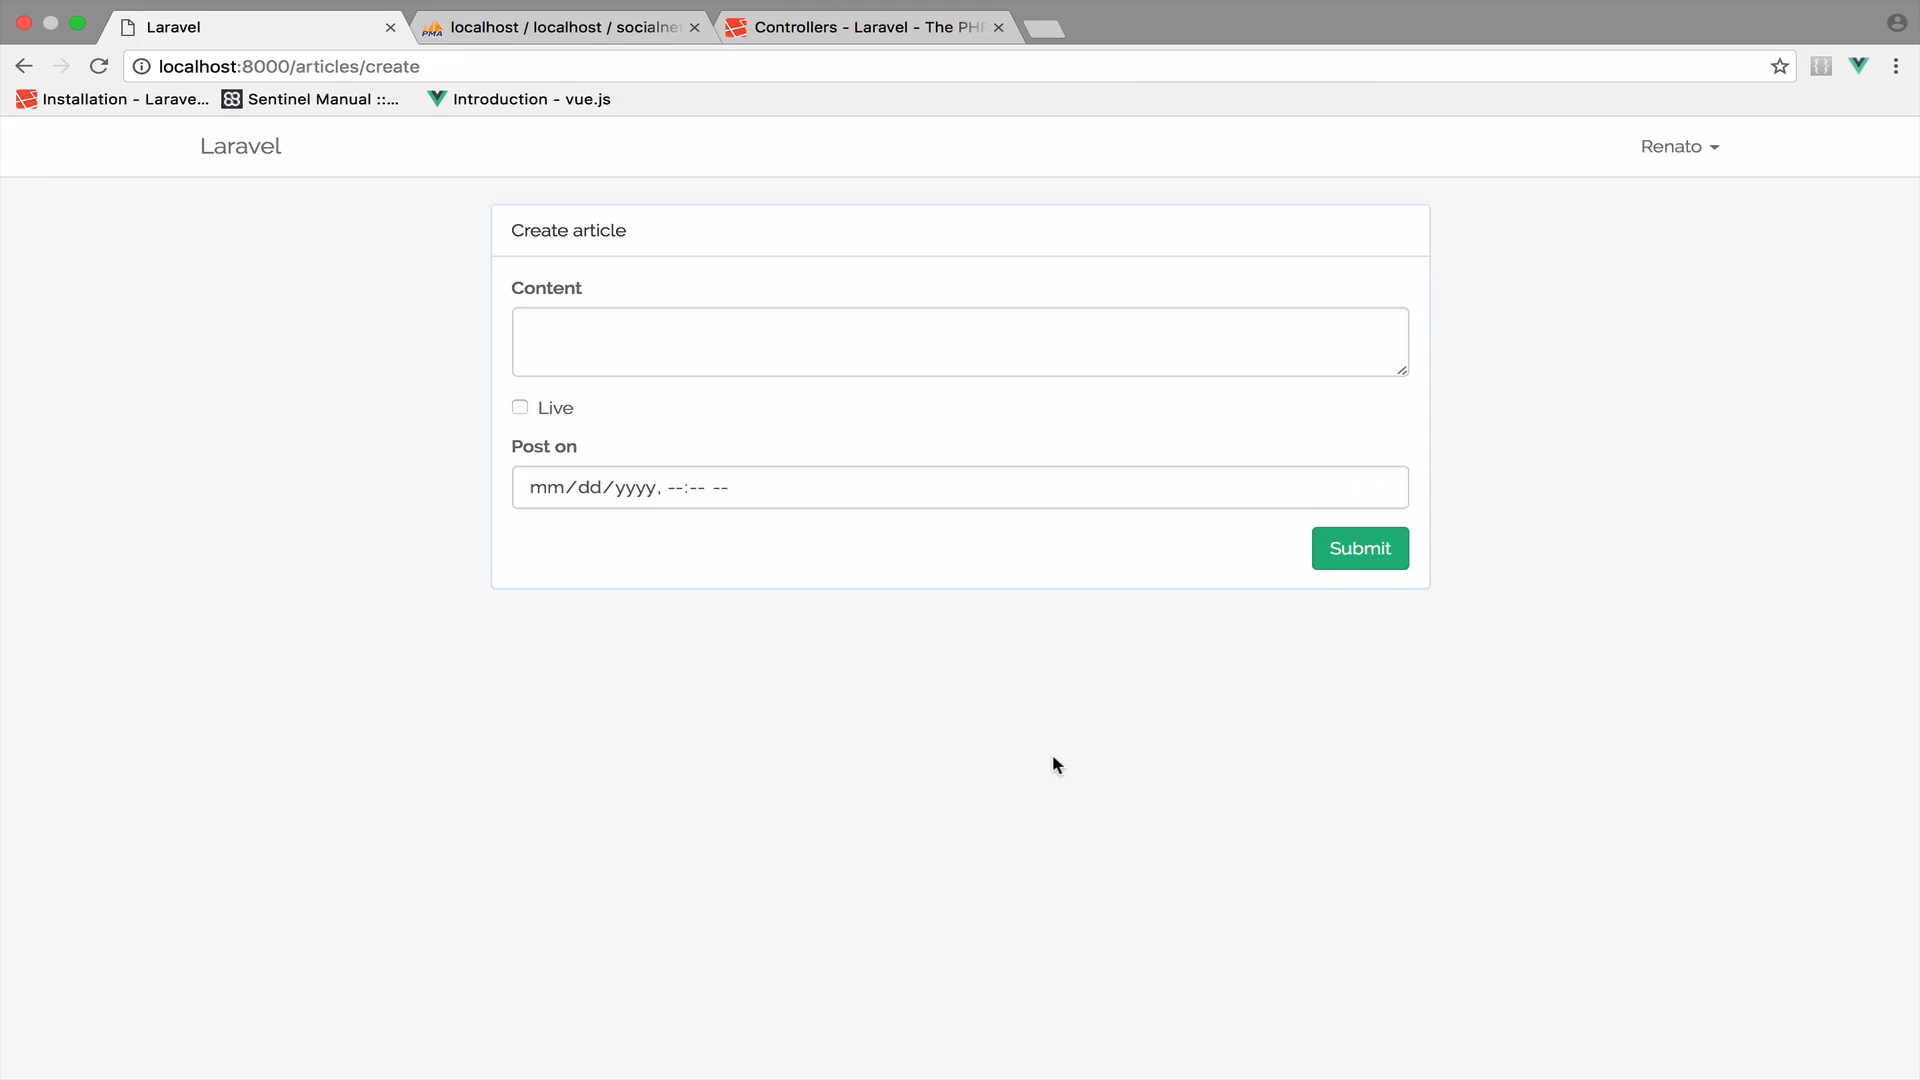 Laravel
localhost / localhost / socialne
Controllers - Laravel - The PHP
localhost:8000/articles/create
Installation - Larave...
Sentinel Manual ::...
Introduction - vue.js
Laravel
Renato
Create article
Content
Live
Post on
mm/dd/yyyy, --:-- --
Submit